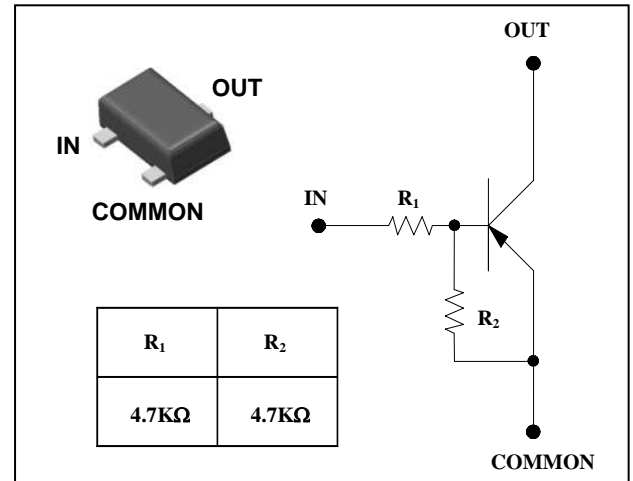 OUT
OUT
IN
COMMON
IN
R₁
R₂
R₁ R₂
4.7KΩ 4.7KΩ
COMMON